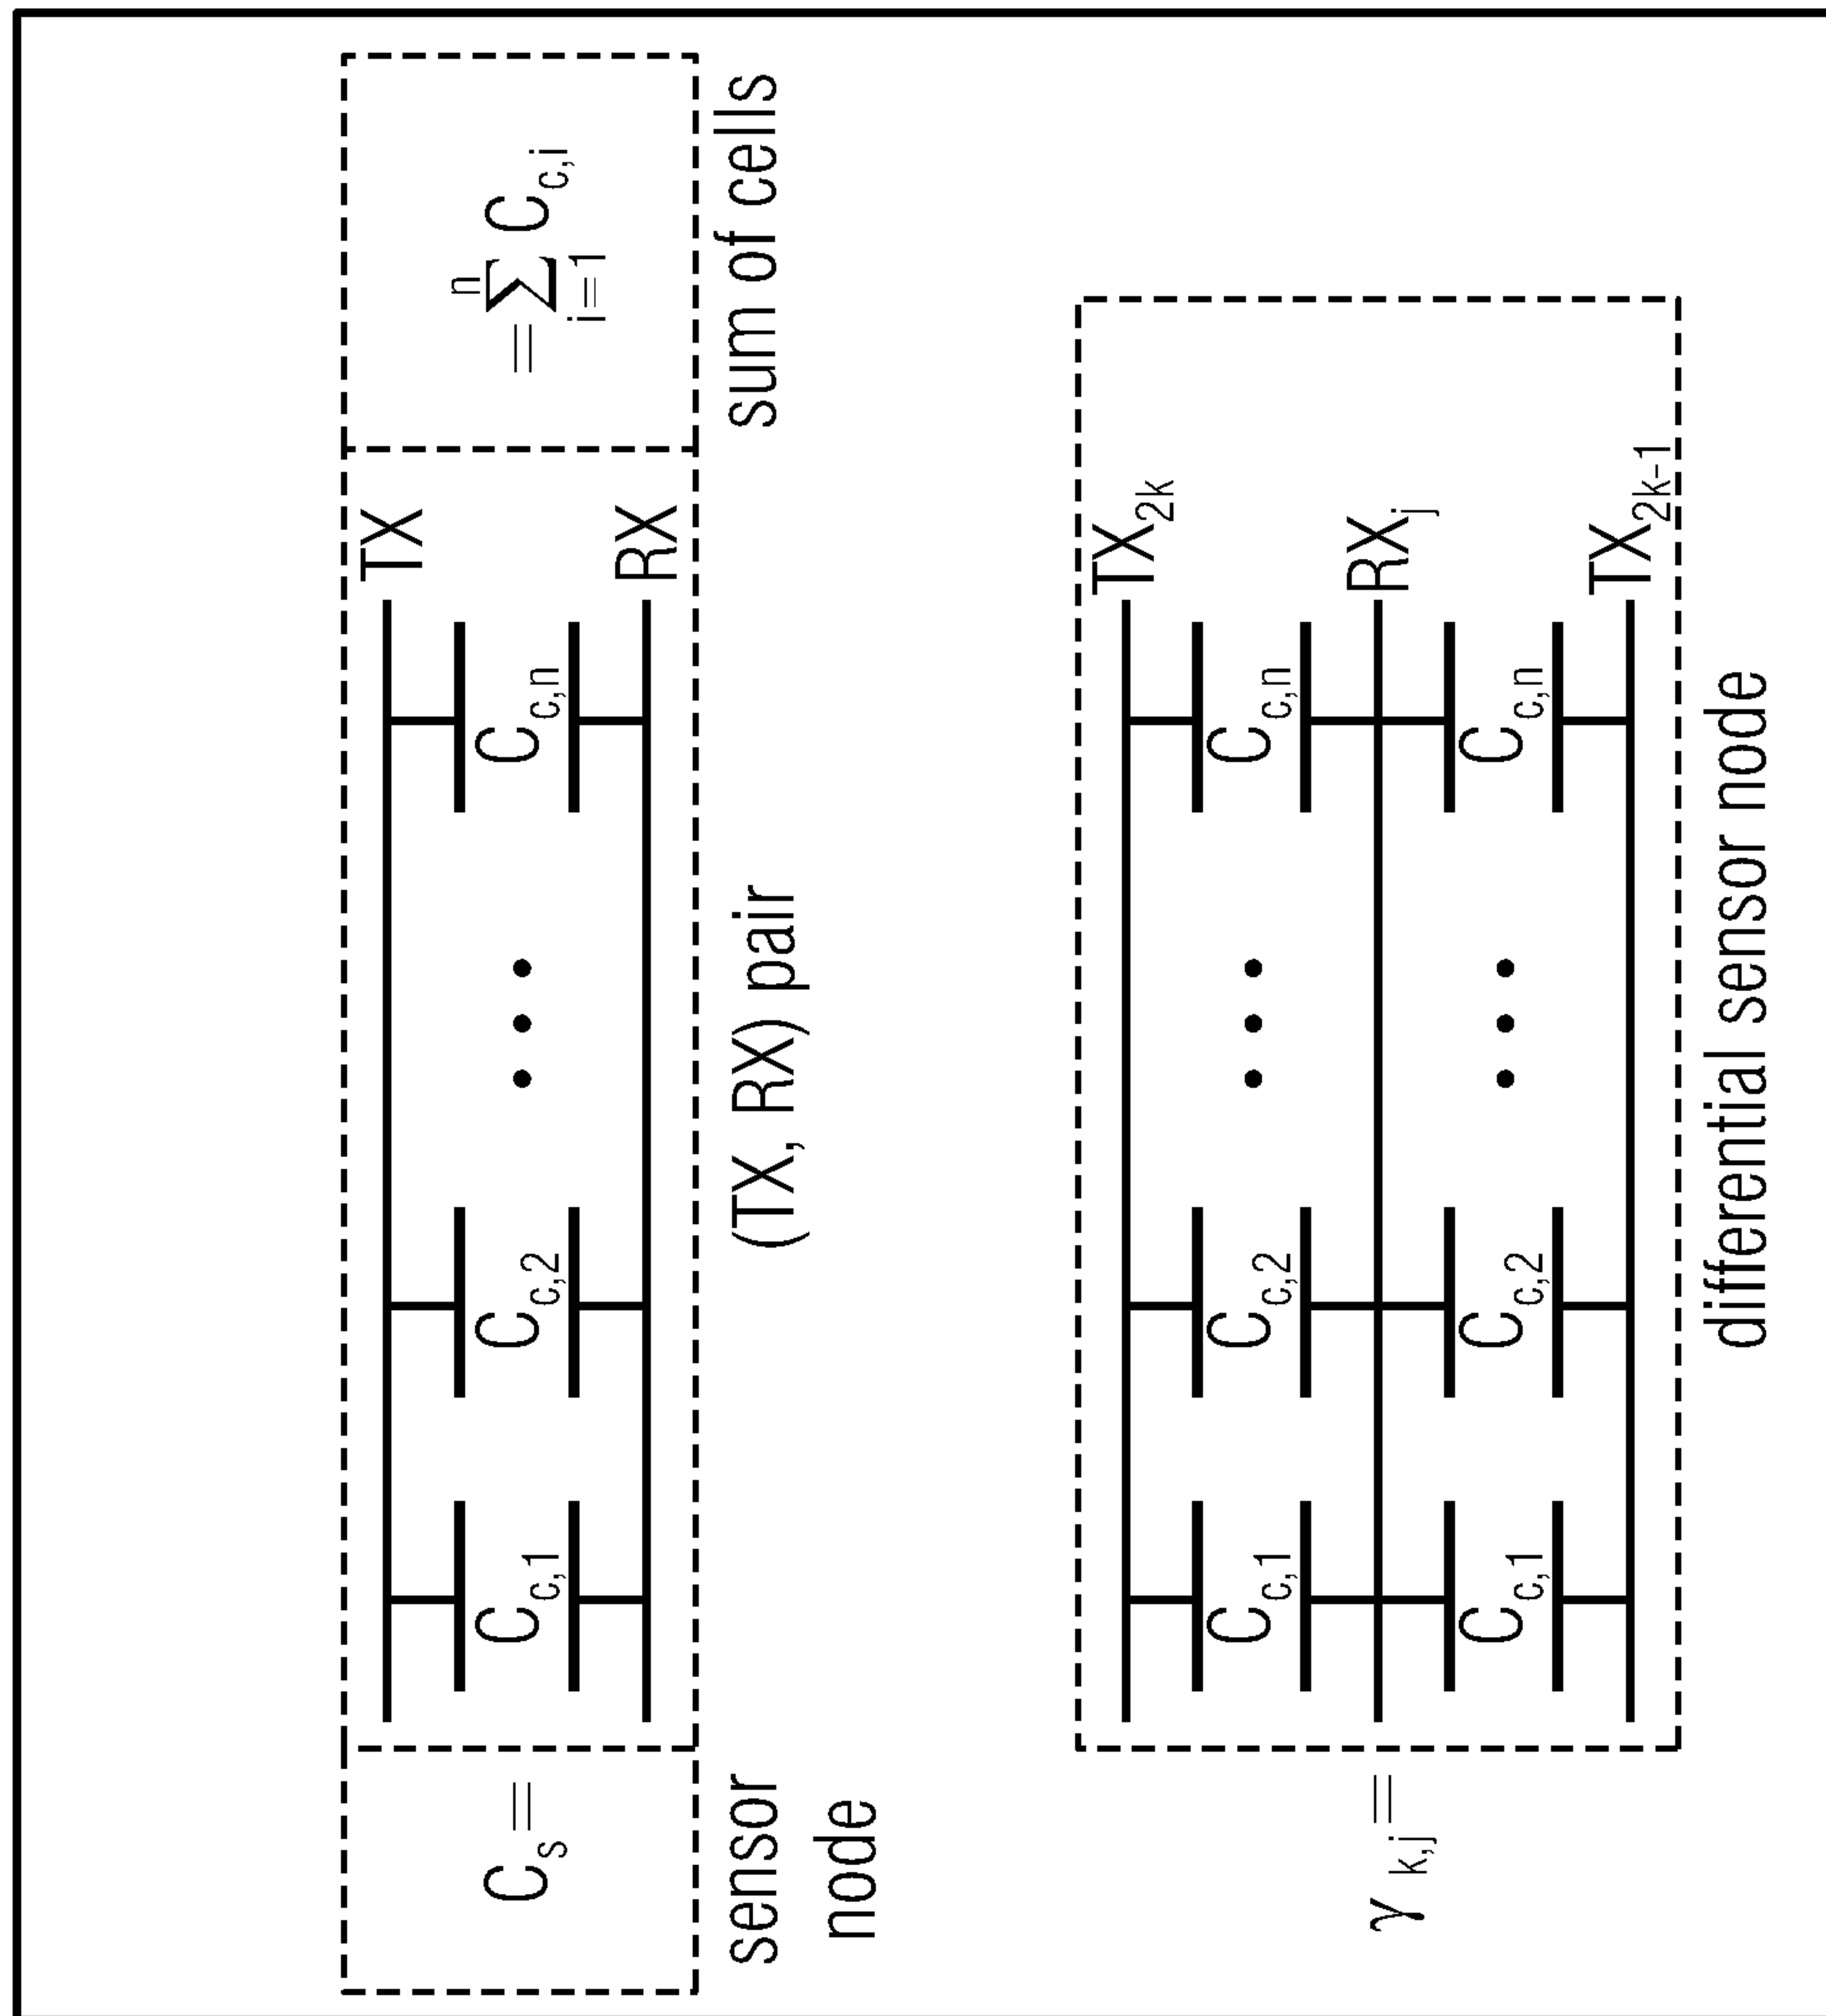 TX
C_s =
C_c,1
C_c,2
• • •
C_c,n
= ∑_{i=1}^{n} C_c,i
RX
sensor
node
(TX, RX) pair
sum of cells
TX_2k
C_c,1
C_c,2
• • •
C_c,n
γ_k,j =
RX_j
C_c,1
C_c,2
• • •
C_c,n
TX_2k-1
differential sensor node